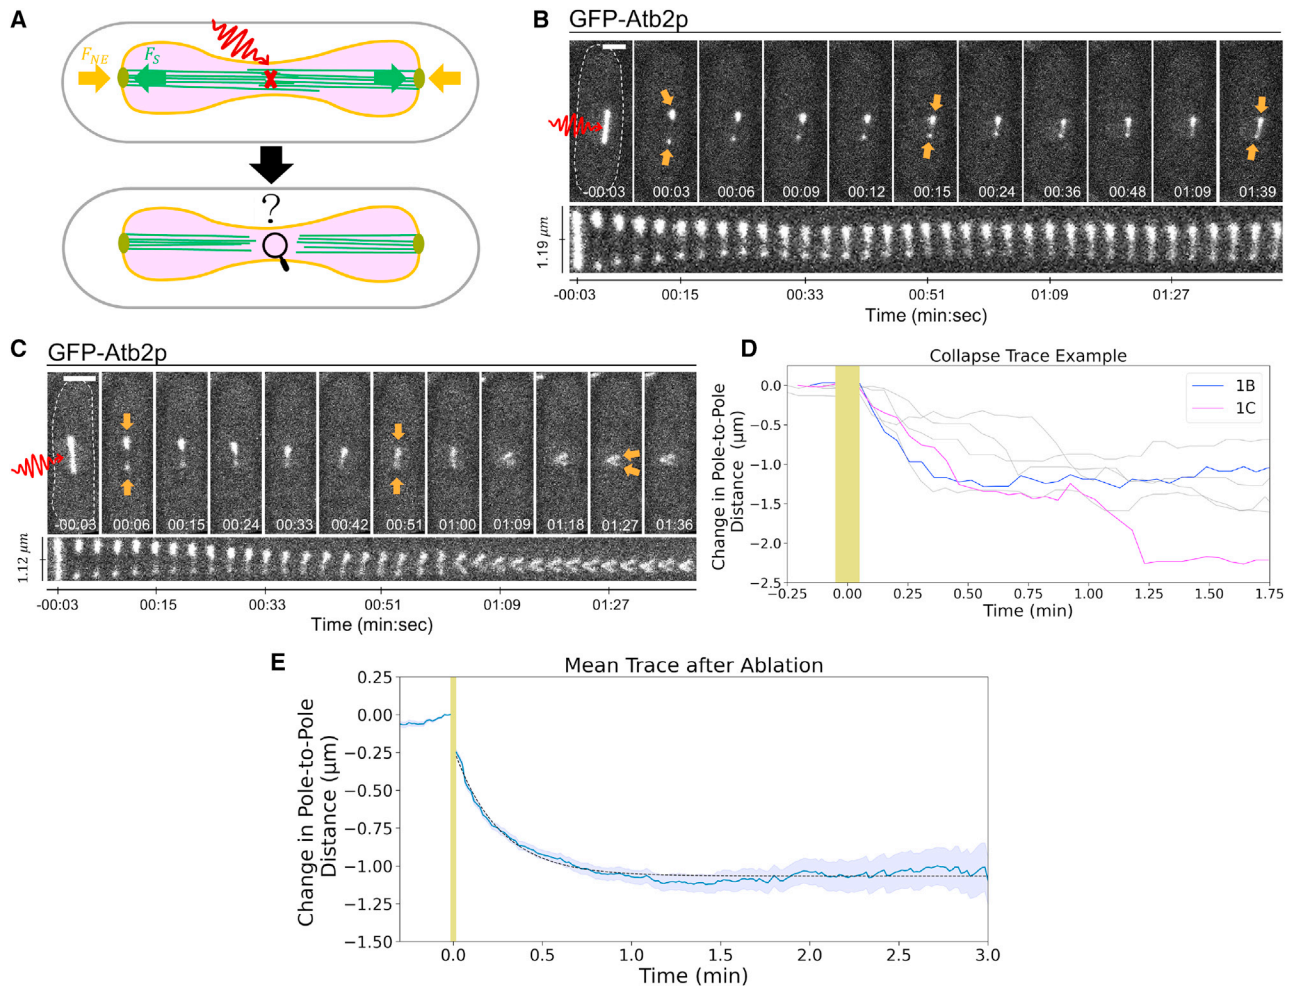 A
F_NE
F_S
?
B
GFP-Atb2p
-00:03 00:03 00:06 00:09 00:12 00:15 00:24 00:36 00:48 01:09 01:39
1.19 μm
-00:03 00:15 00:33 00:51 01:09 01:27
Time (min:sec)
C
GFP-Atb2p
-00:03 00:06 00:15 00:24 00:33 00:42 00:51 01:00 01:09 01:18 01:27 01:36
1.12 μm
-00:03 00:15 00:33 00:51 01:09 01:27
Time (min:sec)
D
Collapse Trace Example
Change in Pole-to-Pole
Distance (μm)
0.0
−0.5
−1.0
−1.5
−2.0
−2.5
1B
1C
−0.25 0.00 0.25 0.50 0.75 1.00 1.25 1.50 1.75
Time (min)
E
Mean Trace after Ablation
Change in Pole-to-Pole
Distance (μm)
0.25
0.00
−0.25
−0.50
−0.75
−1.00
−1.25
−1.50
0.0 0.5 1.0 1.5 2.0 2.5 3.0
Time (min)